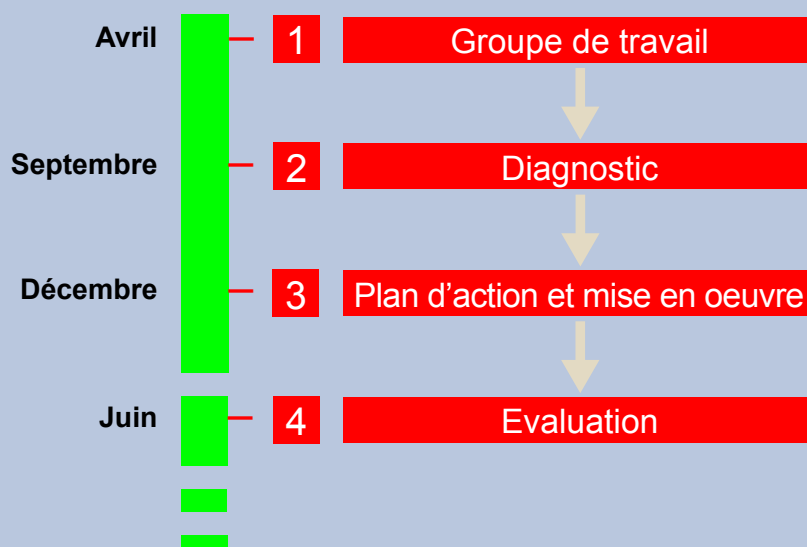 Avril 1 Groupe de travail
Septembre 2 Diagnostic
Décembre 3 Plan d’action et mise en oeuvre
Juin 4 Evaluation